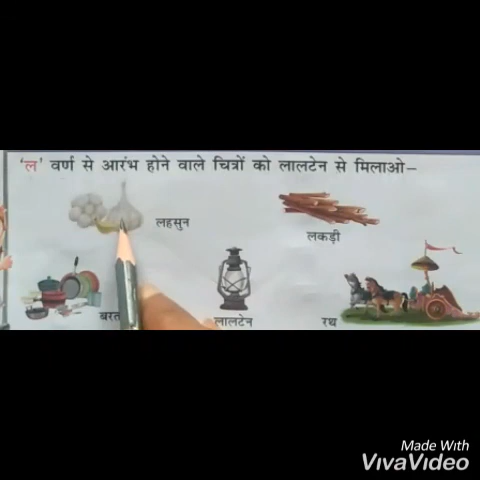 'ल' वर्ण से आरंभ होने वाले चित्रों को लालटेन से मिलाओ–
लहसुन
लकड़ी
लालटेन
रथ
Made With
VivaVideo